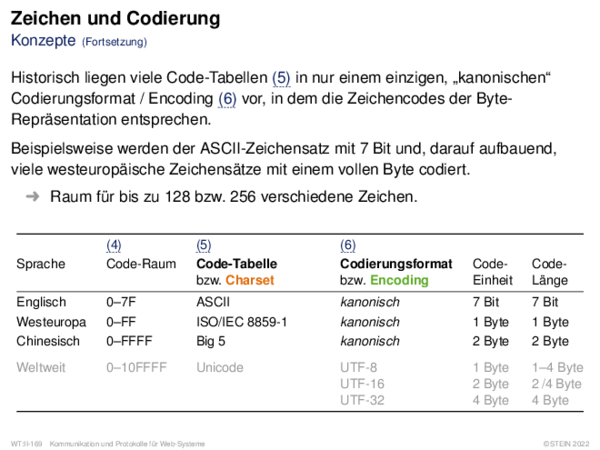 Zeichen und Codierung
Konzepte (Fortsetzung)
Historisch liegen viele Code-Tabellen (5) in nur einem einzigen, „kanonischen“
Codierungsformat / Encoding (6) vor, in dem die Zeichencodes der Byte-
Repräsentation entsprechen.
Beispielsweise werden der ASCII-Zeichensatz mit 7 Bit und, darauf aufbauend,
viele westeuropäische Zeichensätze mit einem vollen Byte codiert.
➜ Raum für bis zu 128 bzw. 256 verschiedene Zeichen.
(4) (5) (6)
Sprache Code-Raum Code-Tabelle Codierungsformat Code- Code-
bzw. Charset bzw. Encoding Einheit Länge
Englisch 0–7F ASCII kanonisch 7 Bit 7 Bit
Westeuropa 0–FF ISO/IEC 8859-1 kanonisch 1 Byte 1 Byte
Chinesisch 0–FFFF Big 5 kanonisch 2 Byte 2 Byte
Weltweit 0–10FFFF Unicode UTF-8 1 Byte 1–4 Byte
UTF-16 2 Byte 2 /4 Byte
UTF-32 4 Byte 4 Byte
WT:II-169 Kommunikation und Protokolle für Web-Systeme ©STEIN 2022